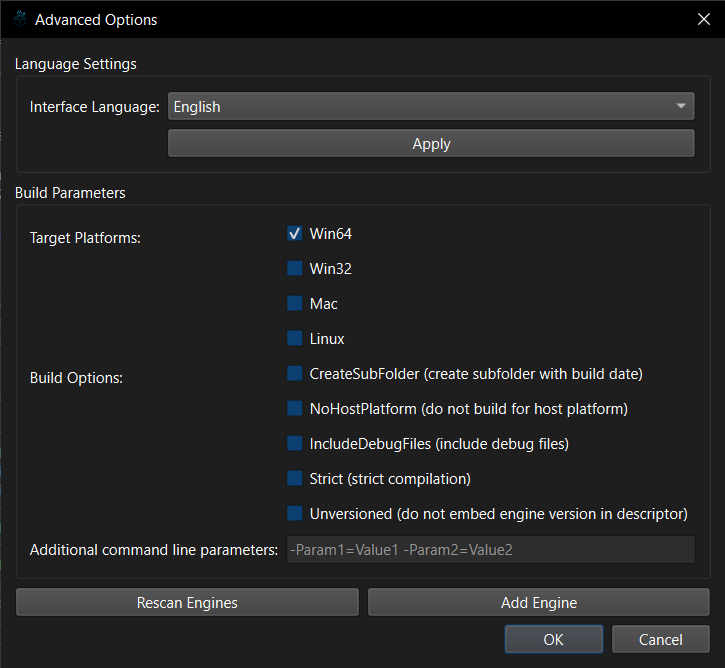 Advanced Options
Language Settings
Interface Language: English
Apply
Build Parameters
Target Platforms: Win64
Win32
Mac
Linux
Build Options: CreateSubFolder (create subfolder with build date)
NoHostPlatform (do not build for host platform)
IncludeDebugFiles (include debug files)
Strict (strict compilation)
Unversioned (do not embed engine version in descriptor)
Additional command line parameters: -Param1=Value1 -Param2=Value2
Rescan Engines Add Engine
OK Cancel